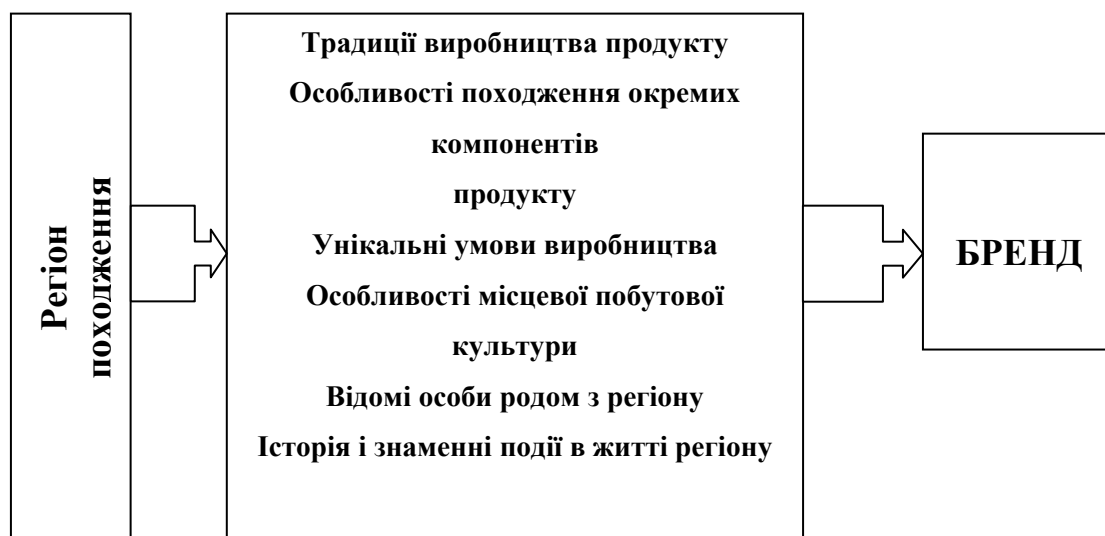 Регіон
походження
Традиції виробництва продукту
Особливості походження окремих
компонентів
продукту
Унікальні умови виробництва
Особливості місцевої побутової
культури
Відомі особи родом з регіону
Історія і знаменні події в житті регіону
БРЕНД